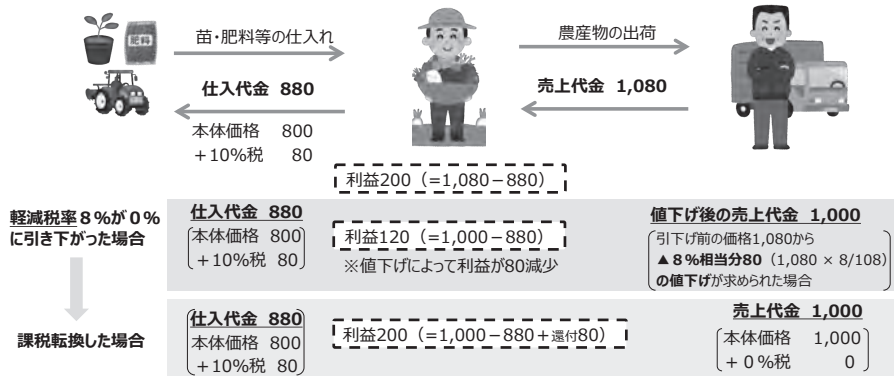 肥料
苗・肥料等の仕入れ
農産物の出荷
仕入代金 880
売上代金 1,080
本体価格 800
+10%税 80
利益200（=1,080－880）
軽減税率8%が0%
に引き下がった場合
仕入代金 880
本体価格 800
+10%税 80
利益120（=1,000－880）
※値下げによって利益が80減少
値下げ後の売上代金 1,000
引下げ前の価格1,080から
▲8%相当分80（1,080 × 8/108）
の値下げが求められた場合
課税転換した場合
仕入代金 880
本体価格 800
+10%税 80
利益200（=1,000－880＋還付80）
売上代金 1,000
本体価格 1,000
+0%税 0